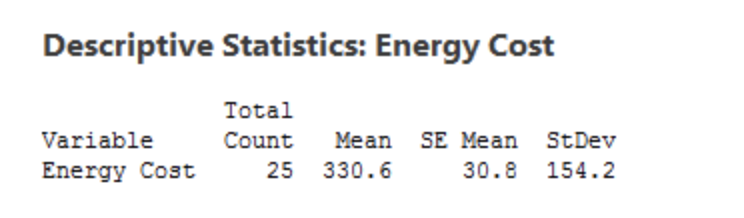 Descriptive Statistics: Energy Cost
Total
Variable Count Mean SE Mean StDev
Energy Cost 25 330.6 30.8 154.2